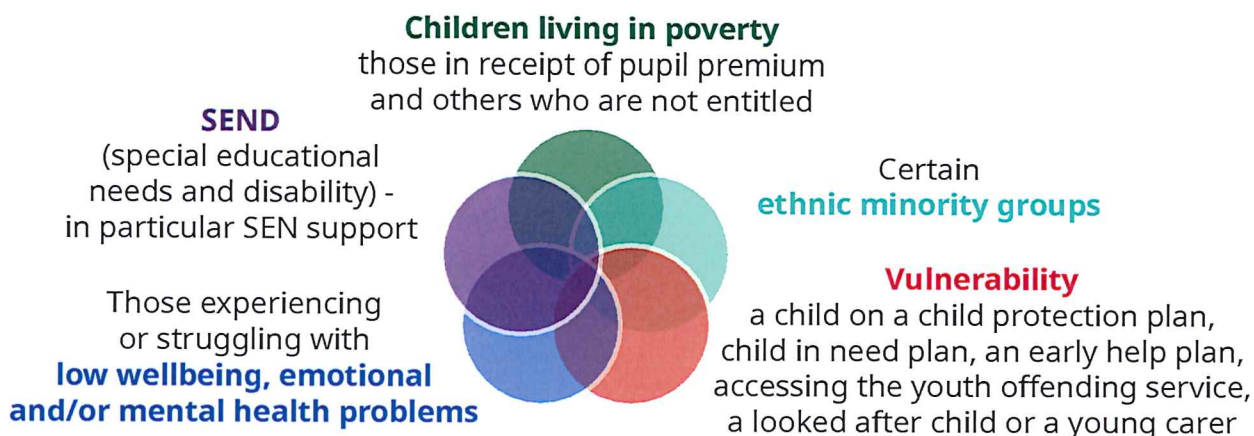 Children living in poverty
those in receipt of pupil premium
and others who are not entitled
SEND
(special educational
needs and disability) -
in particular SEN support
Certain
ethnic minority groups
Those experiencing
or struggling with
low wellbeing, emotional
and/or mental health problems
Vulnerability
a child on a child protection plan,
child in need plan, an early help plan,
accessing the youth offending service,
a looked after child or a young carer